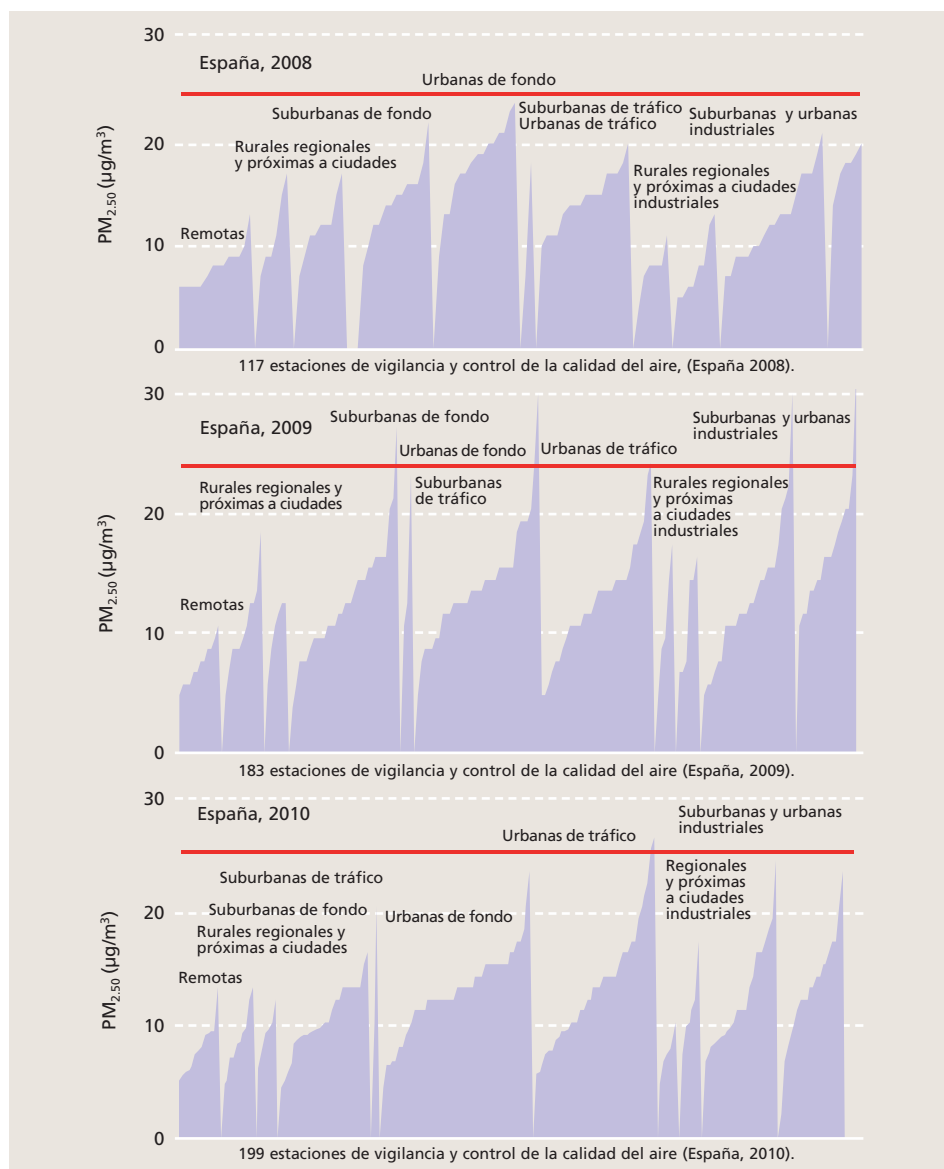 30
España, 2008
Urbanas de fondo
Suburbanas de fondo
Suburbanas de tráfico
Urbanas de tráfico
Suburbanas y urbanas
industriales
20
Rurales regionales
y próximas a ciudades
Rurales regionales
y próximas a ciudades
industriales
PM2.50 (µg/m³)
Remotas
10
0
117 estaciones de vigilancia y control de la calidad del aire, (España 2008).
30
España, 2009
Suburbanas de fondo
Suburbanas y urbanas
industriales
Urbanas de fondo
Urbanas de tráfico
Rurales regionales y
próximas a ciudades
Suburbanas
de tráfico
Rurales regionales
y próximas
a ciudades
industriales
20
PM2.50 (µg/m³)
Remotas
10
0
183 estaciones de vigilancia y control de la calidad del aire (España, 2009).
30
España, 2010
Suburbanas y urbanas
industriales
Urbanas de tráfico
Suburbanas de tráfico
Regionales
y próximas
a ciudades
industriales
20
Suburbanas de fondo
Urbanas de fondo
Rurales regionales y
próximas a ciudades
PM2.50 (µg/m³)
Remotas
10
0
199 estaciones de vigilancia y control de la calidad del aire (España, 2010).